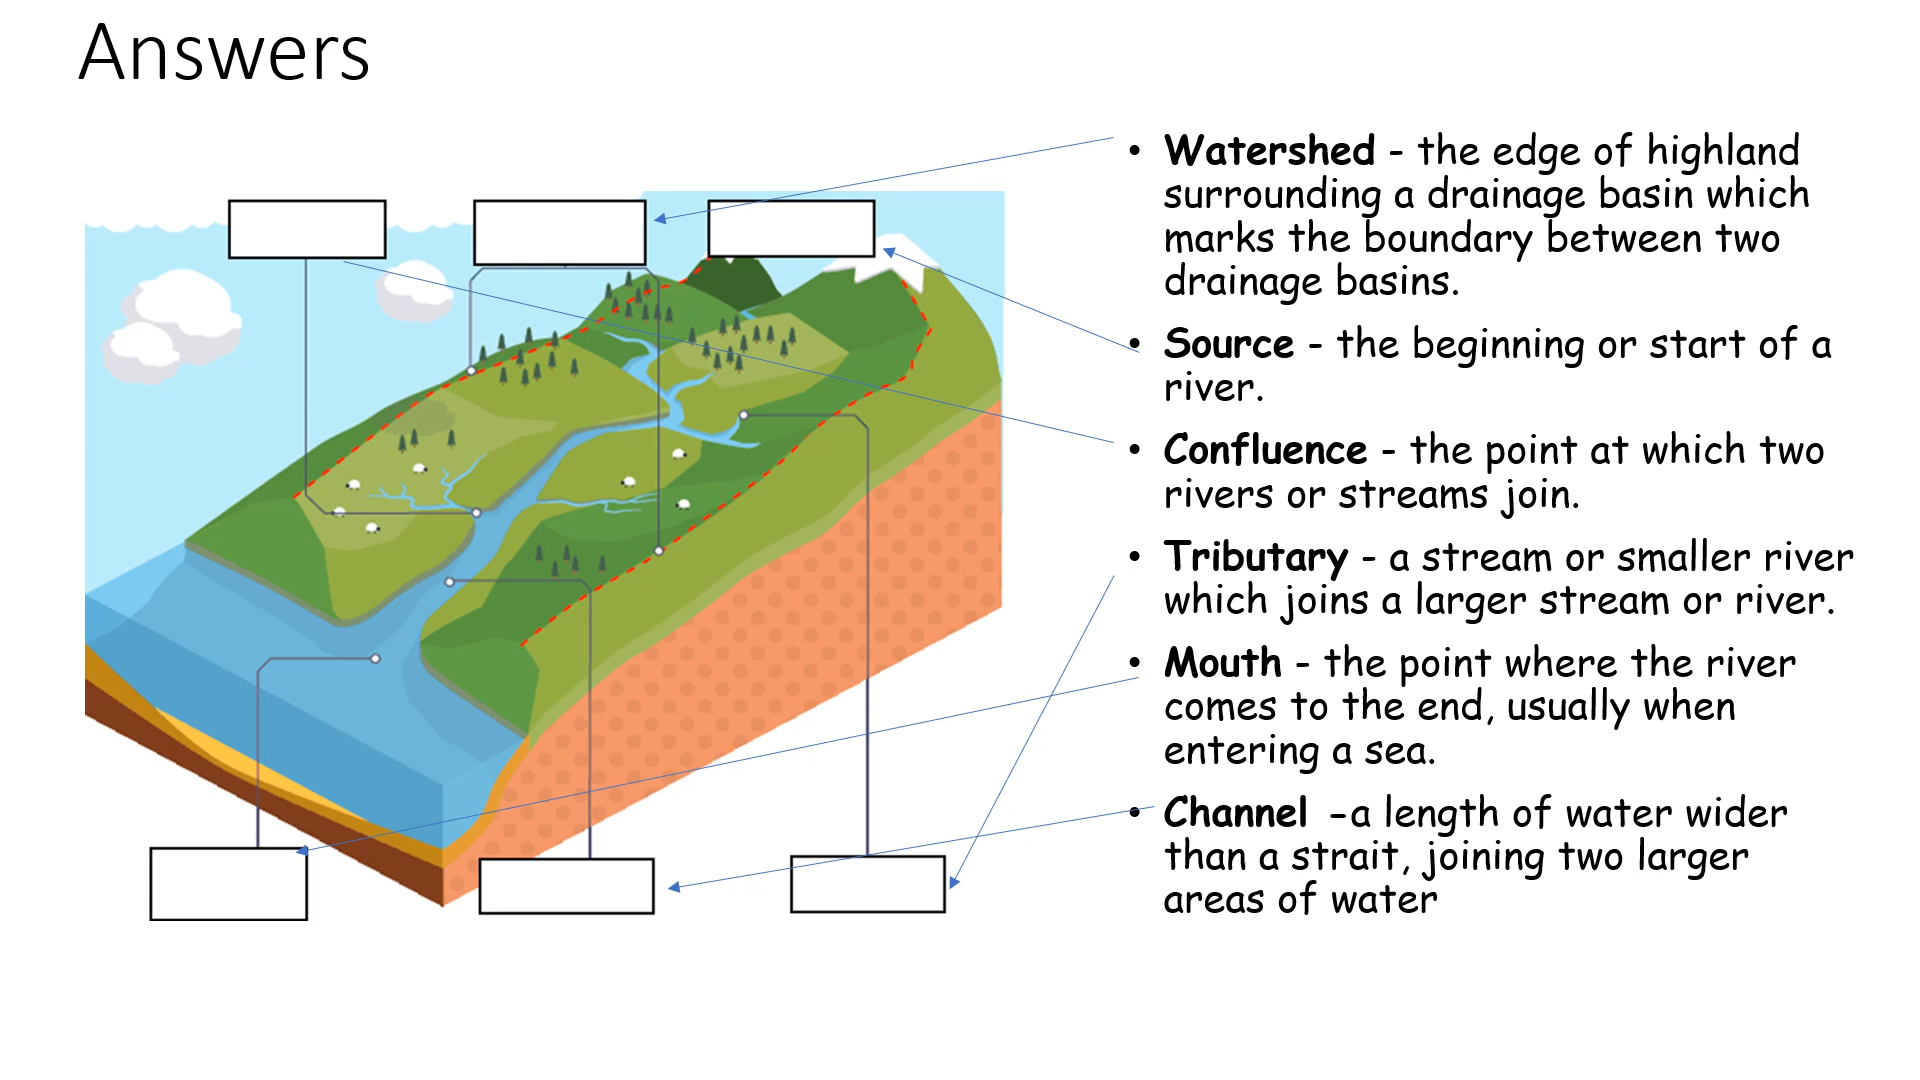 Answers
• Watershed - the edge of highland
surrounding a drainage basin which
marks the boundary between two
drainage basins.
• Source - the beginning or start of a
river.
• Confluence - the point at which two
rivers or streams join.
• Tributary - a stream or smaller river
which joins a larger stream or river.
• Mouth - the point where the river
comes to the end, usually when
entering a sea.
• Channel -a length of water wider
than a strait, joining two larger
areas of water